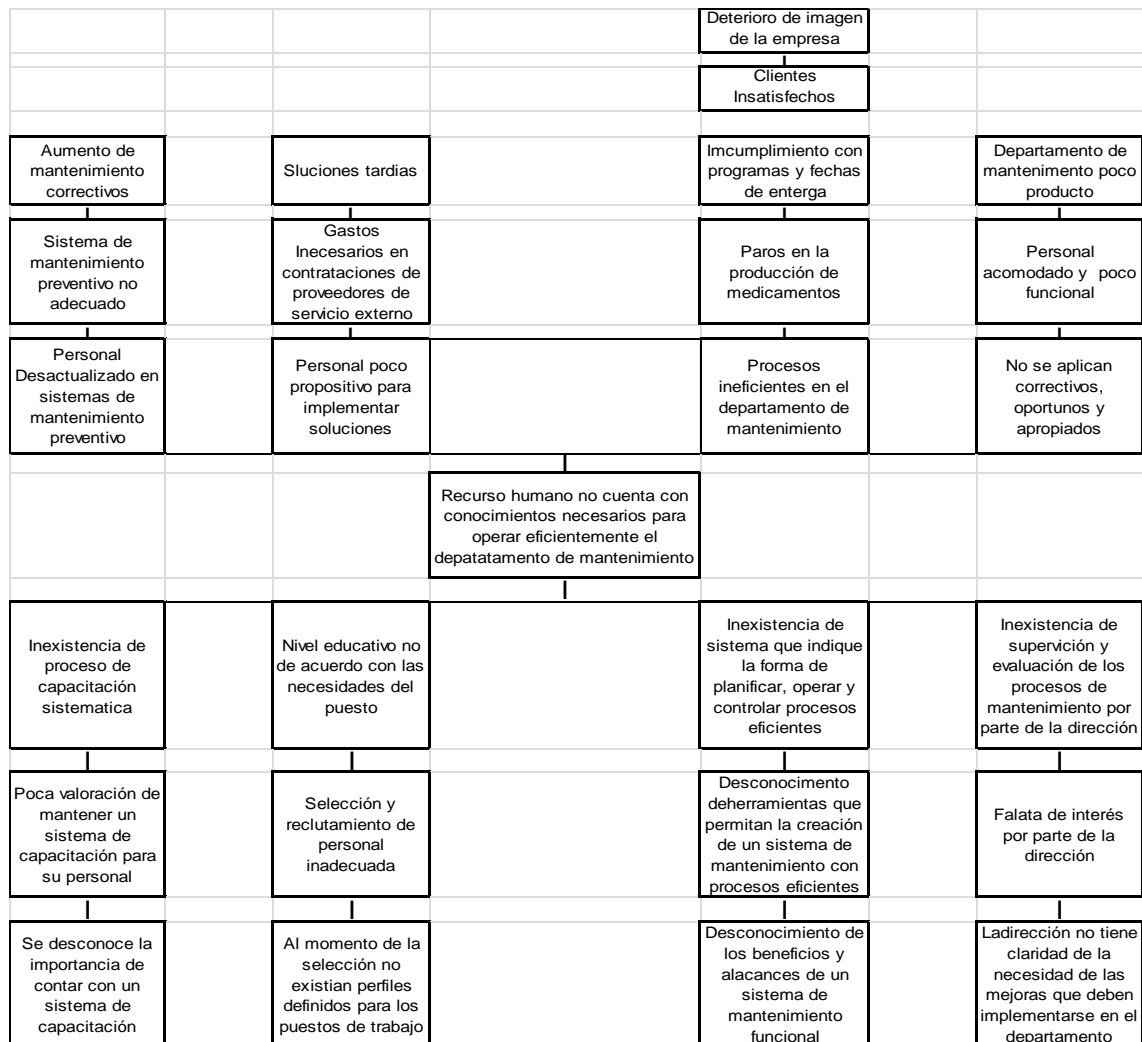 Deterioro de imagen
de la empresa
Clientes
Insatisfechos
Aumento de
mantenimiento
correctivos
Sluciones tardias
Imcumplimiento con
programas y fechas
de enterga
Departamento de
mantenimento poco
producto
Sistema de
mantenimiento
preventivo no
adecuado
Gastos
Inecesarios en
contrataciones de
proveedores de
servicio externo
Paros en la
producción de
medicamentos
Personal
acomodado y poco
funcional
Personal
Desactualizado en
sistemas de
mantenimiento
preventivo
Personal poco
propositivo para
implementar
soluciones
Procesos
ineficientes en el
departamento de
mantenimiento
No se aplican
correctivos,
oportunos y
apropiados
Recurso humano no cuenta con
conocimientos necesarios para
operar eficientemente el
depatatamento de mantenimiento
Inexistencia de
proceso de
capacitación
sistematica
Nivel educativo no
de acuerdo con las
necesidades del
puesto
Inexistencia de
sistema que indique
la forma de
planificar, operar y
controlar procesos
eficientes
Inexistencia de
supervición y
evaluación de los
procesos de
mantenimiento por
parte de la dirección
Poca valoración de
mantener un
sistema de
capacitación para
su personal
Selección y
reclutamiento de
personal
inadecuada
Desconocimento
deherramientas que
permitan la creación
de un sistema de
mantenimiento con
procesos eficientes
Falata de interés
por parte de la
dirección
Se desconoce la
importancia de
contar con un
sistema de
capacitación
Al momento de la
selección no
existian perfiles
definidos para los
puestos de trabajo
Desconocimiento de
los beneficios y
alacances de un
sistema de
mantenimiento
funcional
Ladirección no tiene
claridad de la
necesidad de las
mejoras que deben
implementarse en el
departamento